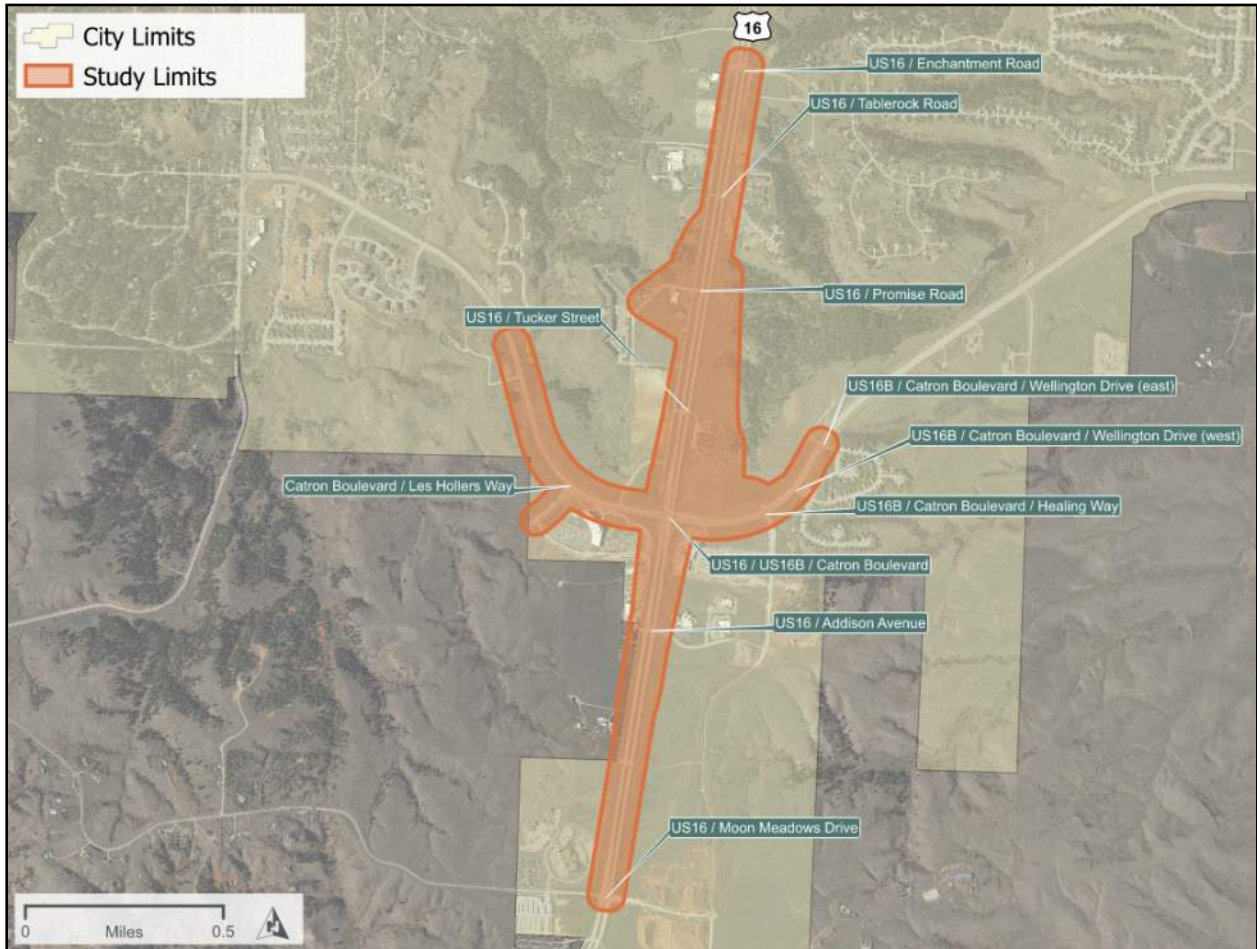 City Limits
Study Limits
16
US16 / Enchantment Road
US16 / Tablerock Road
US16 / Promise Road
US16 / Tucker Street
US16B / Catron Boulevard / Wellington Drive (east)
US16B / Catron Boulevard / Wellington Drive (west)
Catron Boulevard / Les Hollers Way
US16B / Catron Boulevard / Healing Way
US16 / US16B / Catron Boulevard
US16 / Addison Avenue
US16 / Moon Meadows Drive
0 Miles 0.5